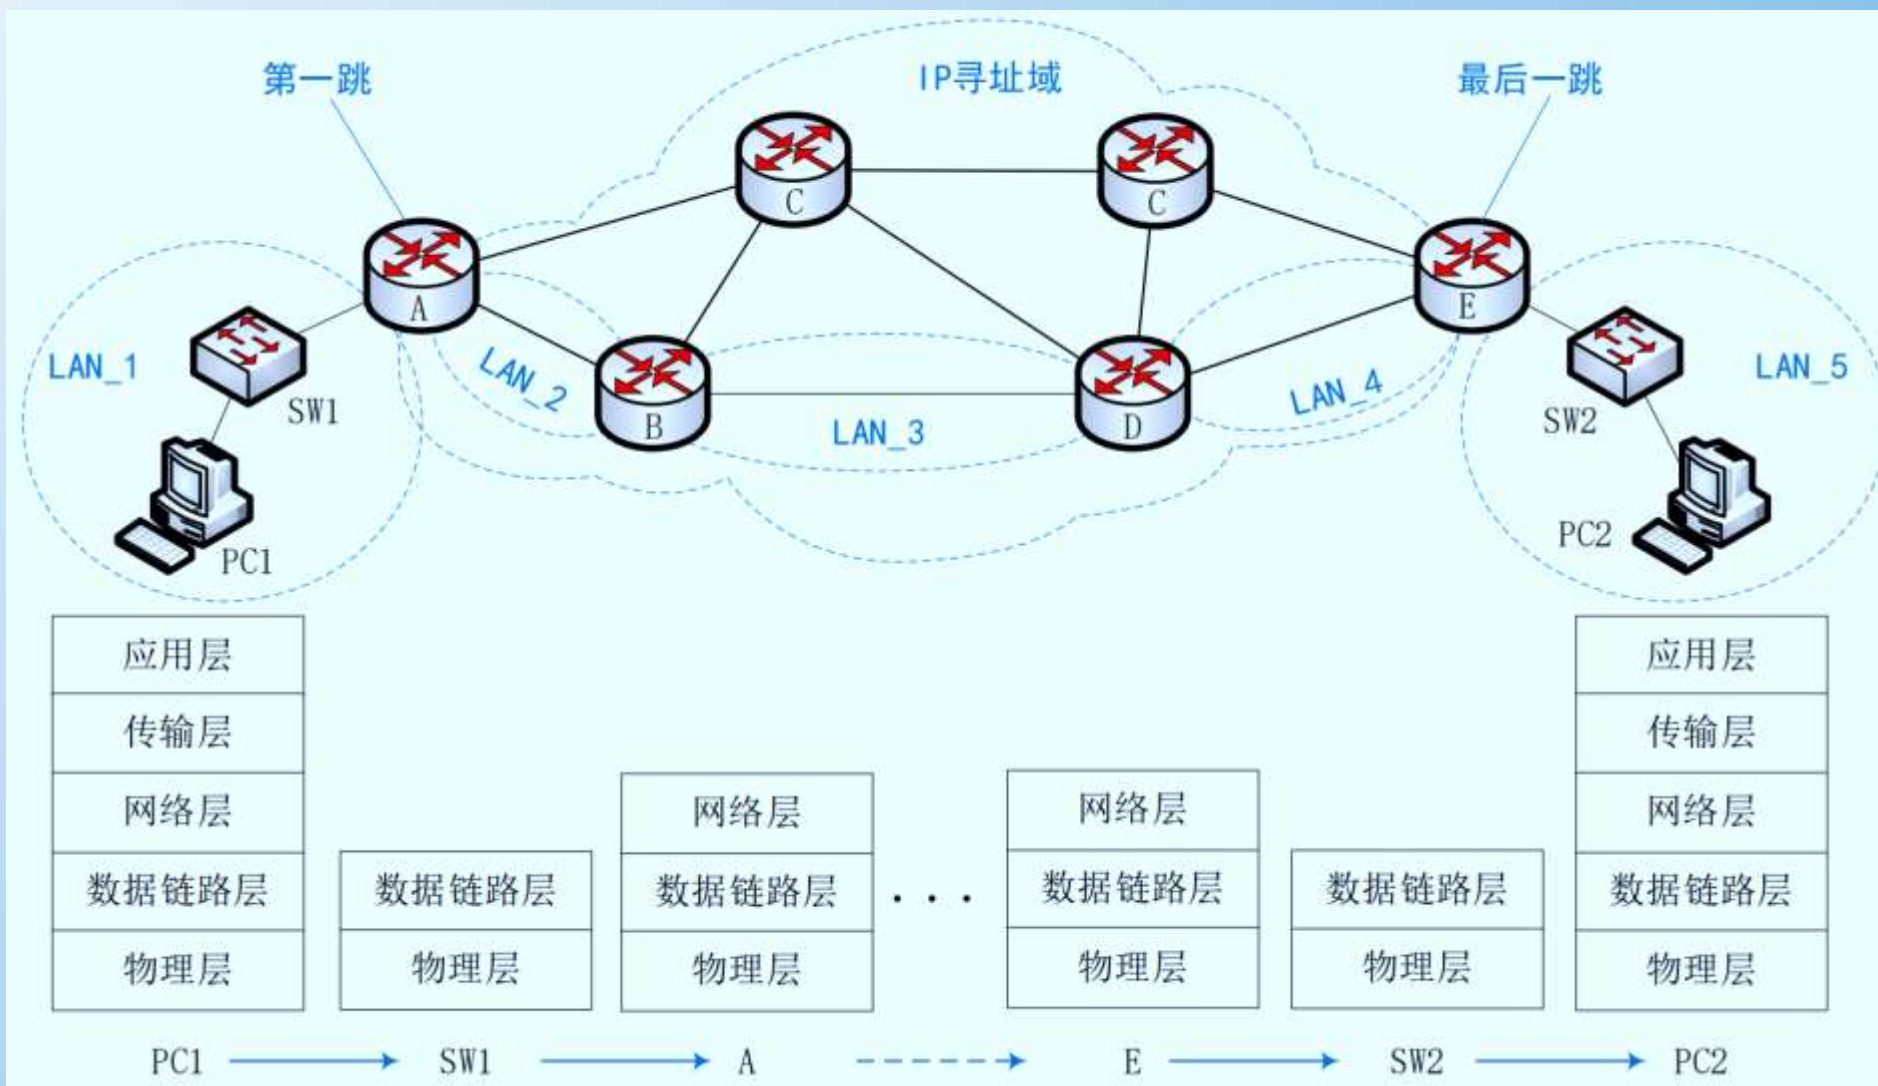 第一跳
IP寻址域
最后一跳
C
C
A
E
LAN_1
SW1
LAN_2
B
LAN_3
D
LAN_4
SW2
LAN_5
PC1
PC2
应用层
应用层
传输层
传输层
网络层
网络层
网络层
网络层
数据链路层
数据链路层
数据链路层
. . .
数据链路层
数据链路层
数据链路层
物理层
物理层
物理层
物理层
物理层
物理层
PC1
SW1
A
E
SW2
PC2